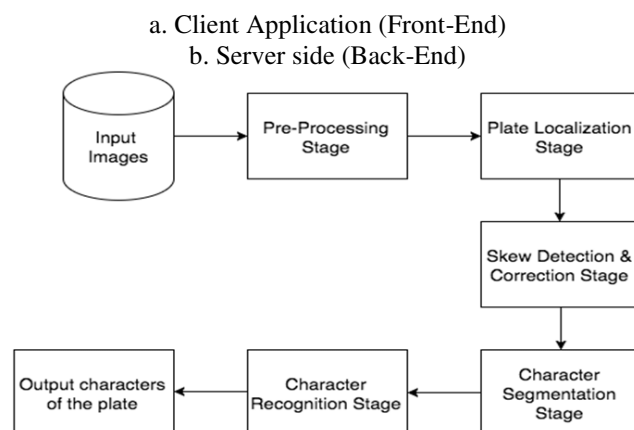 a. Client Application (Front-End)
b. Server side (Back-End)
Input
Images
Pre-Processing
Stage
Plate Localization
Stage
Skew Detection &
Correction Stage
Character
Segmentation
Stage
Character
Recognition Stage
Output characters
of the plate